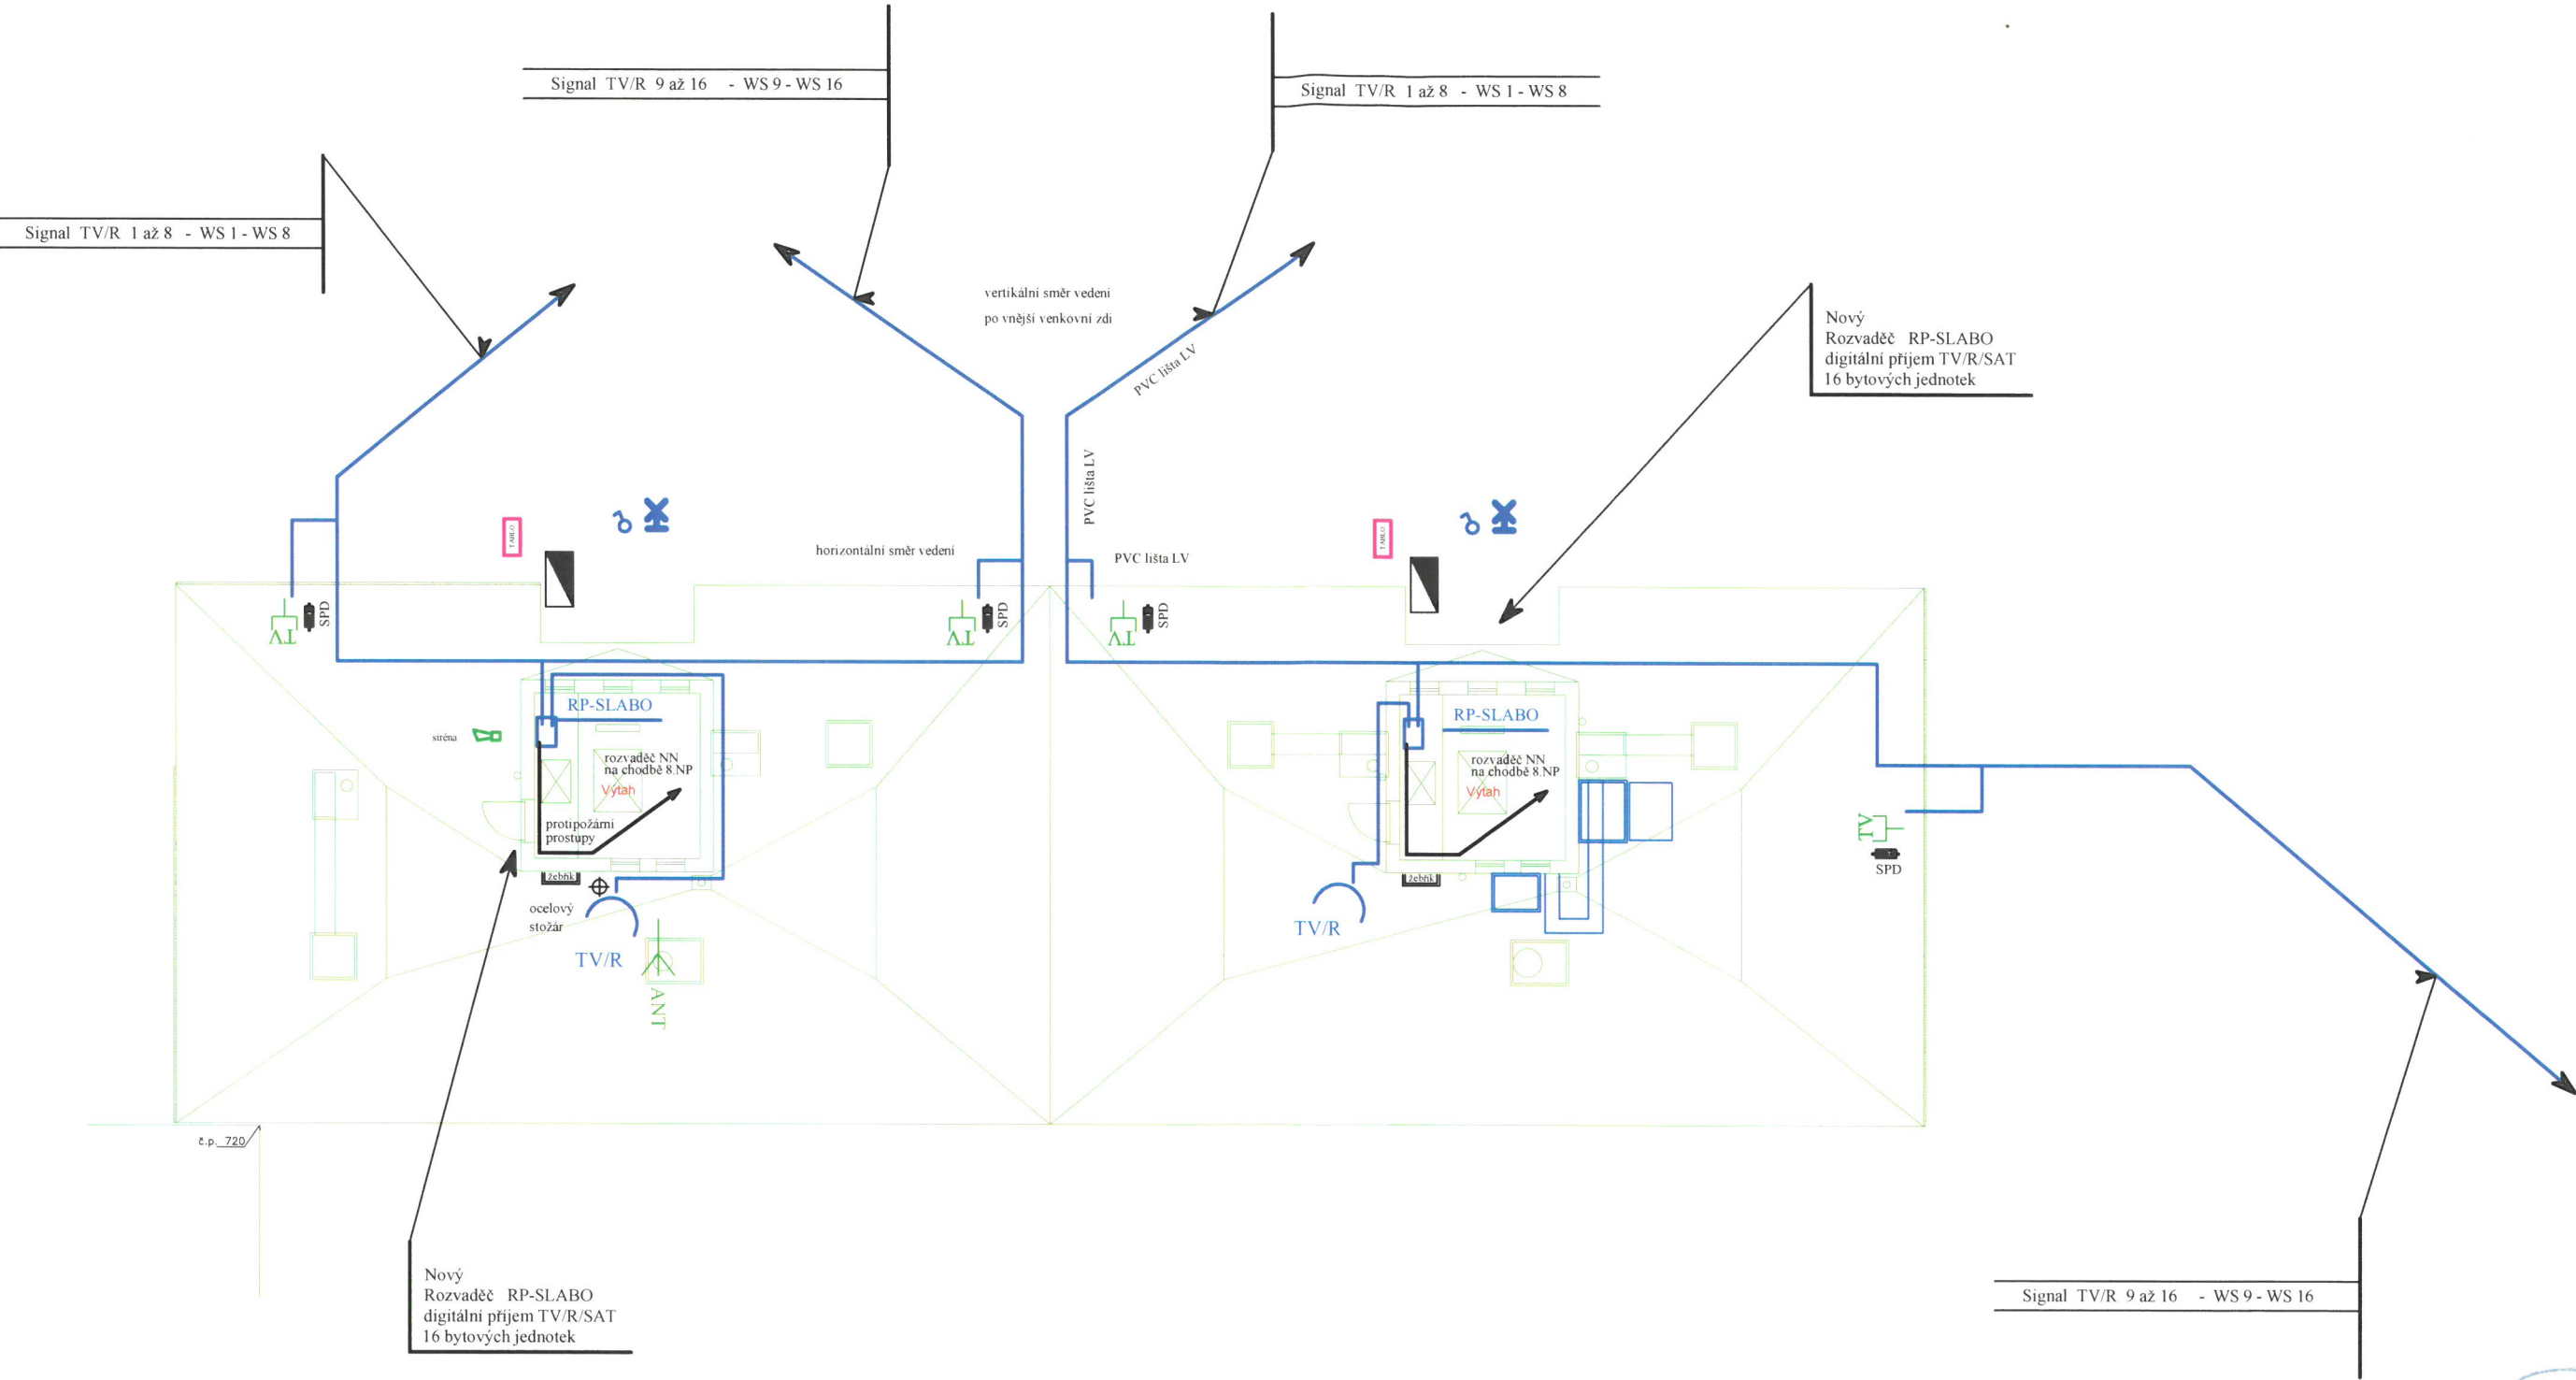 Signal TV/R 9 až 16 - WS 9 - WS 16
Signal TV/R 1 až 8 - WS 1 - WS 8
Signal TV/R 1 až 8 - WS 1 - WS 8
vertikální směr vedení
po vnější venkovní zdi
PVC lišta LV
Nový
Rozvaděč RP-SLABO
digitální příjem TV/R/SAT
16 bytových jednotek
PVC lišta LV
TABLO
TABLO
horizontální směr vedení
PVC lišta LV
TV
SPD
TV
SPD
TV
SPD
RP-SLABO
RP-SLABO
siréna
rozvaděč NN
na chodbě 8.NP
Výtah
rozvaděč NN
na chodbě 8.NP
Výtah
protipožární
prostupy
TV
SPD
žebřík
žebřík
ocelový
stožár
TV/R
TV/R
ANT
č.p. 720
Nový
Rozvaděč RP-SLABO
digitální příjem TV/R/SAT
16 bytových jednotek
Signal TV/R 9 až 16 - WS 9 - WS 16